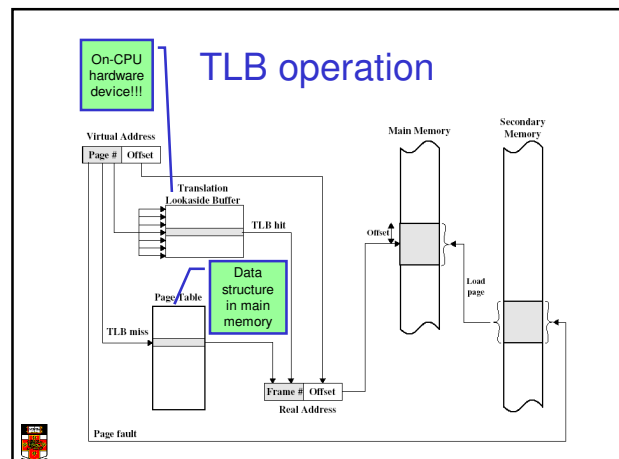 TLB operation
On-CPU
hardware
device!!!
Virtual Address
Page # Offset
Translation
Lookaside Buffer
TLB hit
Main Memory
Secondary
Memory
Offset
Load
page
Data
structure
in main
memory
Page Table
TLB miss
Frame # Offset
Real Address
Page fault